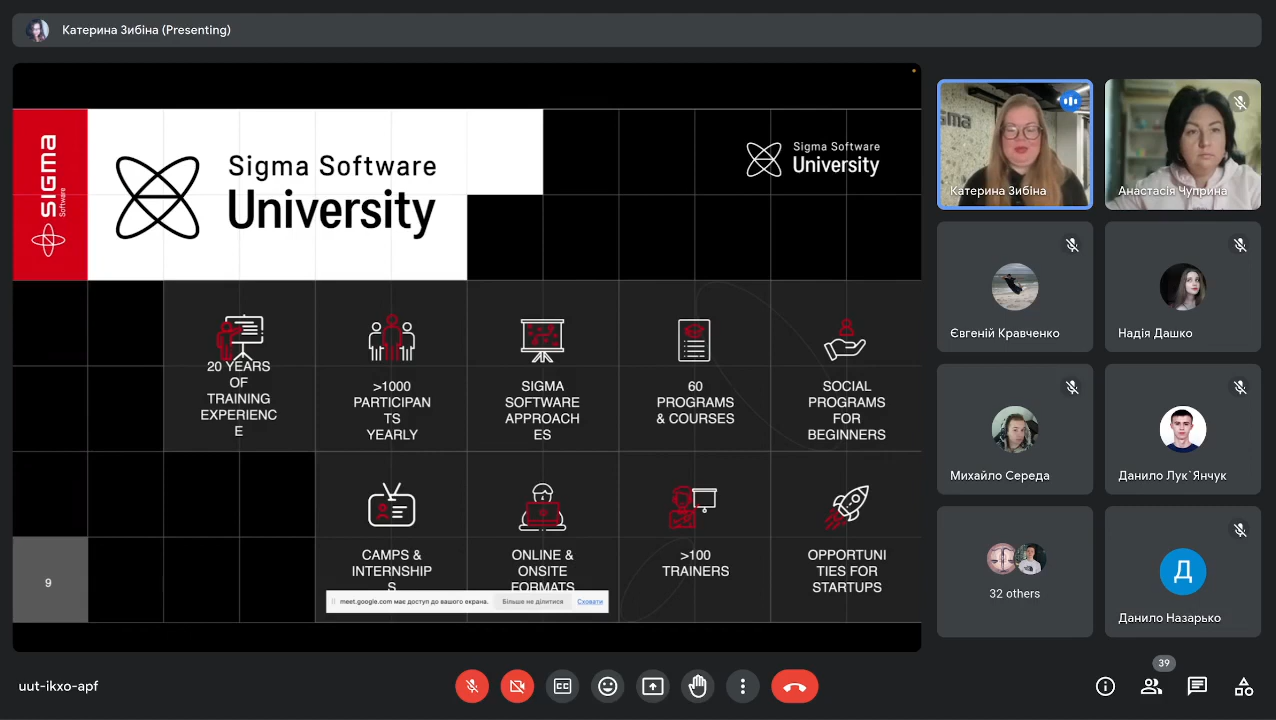 Катерина Зибіна (Presenting)
SIGMA
Software
Sigma Software
University
Sigma Software
University
20 YEARS
OF
TRAINING
EXPERIENC
E
>1000
PARTICIPAN
TS
YEARLY
SIGMA
SOFTWARE
APPROACH
ES
60
PROGRAMS
& COURSES
SOCIAL
PROGRAMS
FOR
BEGINNERS
CAMPS &
INTERNSHIP
S
ONLINE &
ONSITE
FORMATS
>100
TRAINERS
OPPORTUNI
TIES FOR
STARTUPS
9
meet.google.com має доступ до вашого екрана.
Більше не ділитися
Сховати
Катерина Зибіна
Анастасія Чуприна
Євгеній Кравченко
Надія Дашко
Михайло Середа
Данило Лук`Янчук
32 others
Д
Данило Назарько
uut-ikxo-apf
39